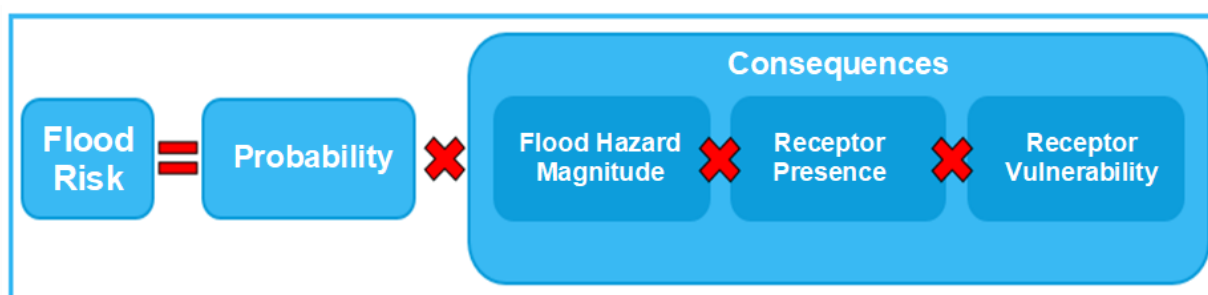 Consequences
Flood
Risk
Probability
Flood Hazard
Magnitude
Receptor
Presence
Receptor
Vulnerability